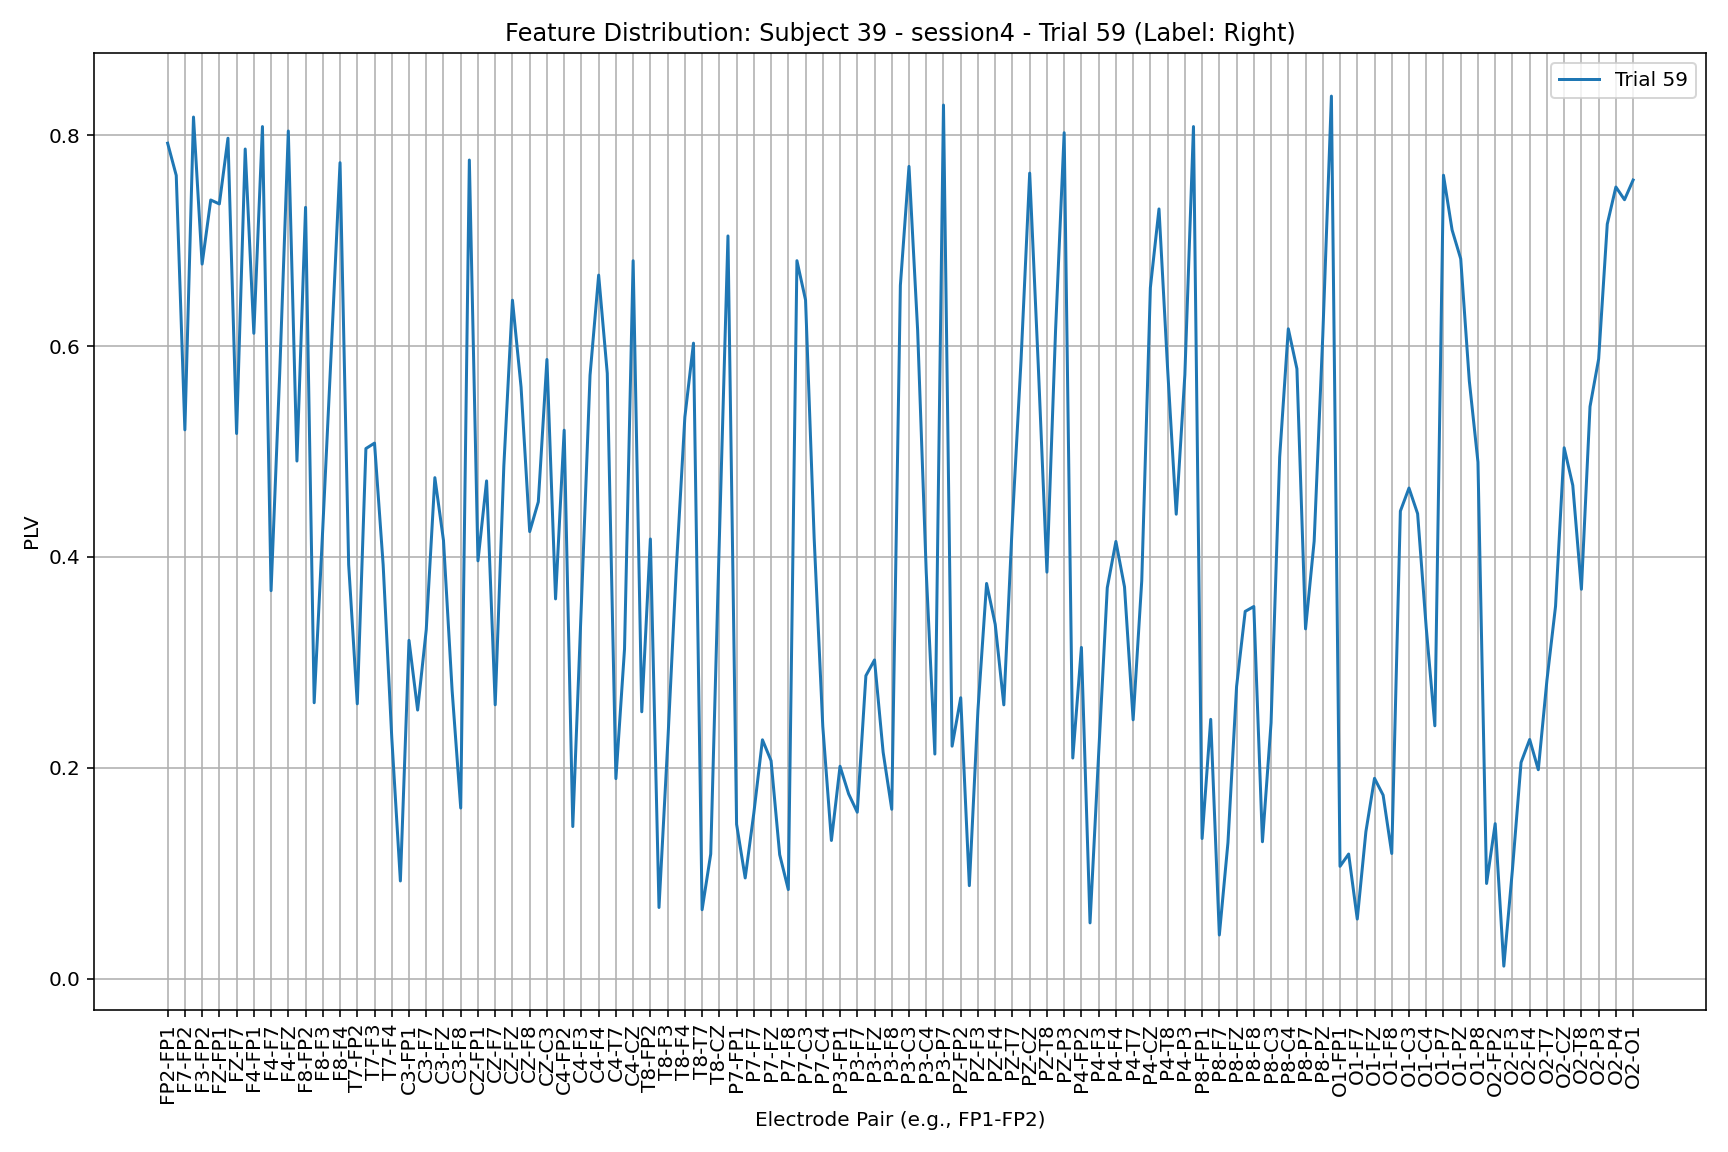 Feature Distribution: Subject 39 - session4 - Trial 59 (Label: Right)
Trial 59
PLV
0.8
0.6
0.4
0.2
0.0
FP2-FP1
F7-FP2
F3-FP2
FZ-FP1
FZ-F7
F4-FP1
F4-F7
F4-FZ
F8-FP2
F8-F3
F8-F4
T7-FP2
T7-F3
T7-F4
C3-FP1
C3-F7
C3-FZ
C3-F8
CZ-FP1
CZ-F7
CZ-FZ
CZ-F8
CZ-C3
C4-FP2
C4-F3
C4-F4
C4-T7
C4-CZ
T8-FP2
T8-F3
T8-F4
T8-T7
T8-CZ
P7-FP1
P7-F7
P7-FZ
P7-F8
P7-C3
P7-C4
P3-FP1
P3-F7
P3-FZ
P3-F8
P3-C3
P3-C4
P3-P7
PZ-FP2
PZ-F3
PZ-F4
PZ-T7
PZ-CZ
PZ-T8
PZ-P3
P4-FP2
P4-F3
P4-F4
P4-T7
P4-CZ
P4-T8
P4-P3
P8-FP1
P8-F7
P8-FZ
P8-F8
P8-C3
P8-C4
P8-P7
P8-PZ
O1-FP1
O1-F7
O1-FZ
O1-F8
O1-C3
O1-C4
O1-P7
O1-PZ
O1-P8
O2-FP2
O2-F3
O2-F4
O2-T7
O2-CZ
O2-T8
O2-P3
O2-P4
O2-O1
Electrode Pair (e.g., FP1-FP2)